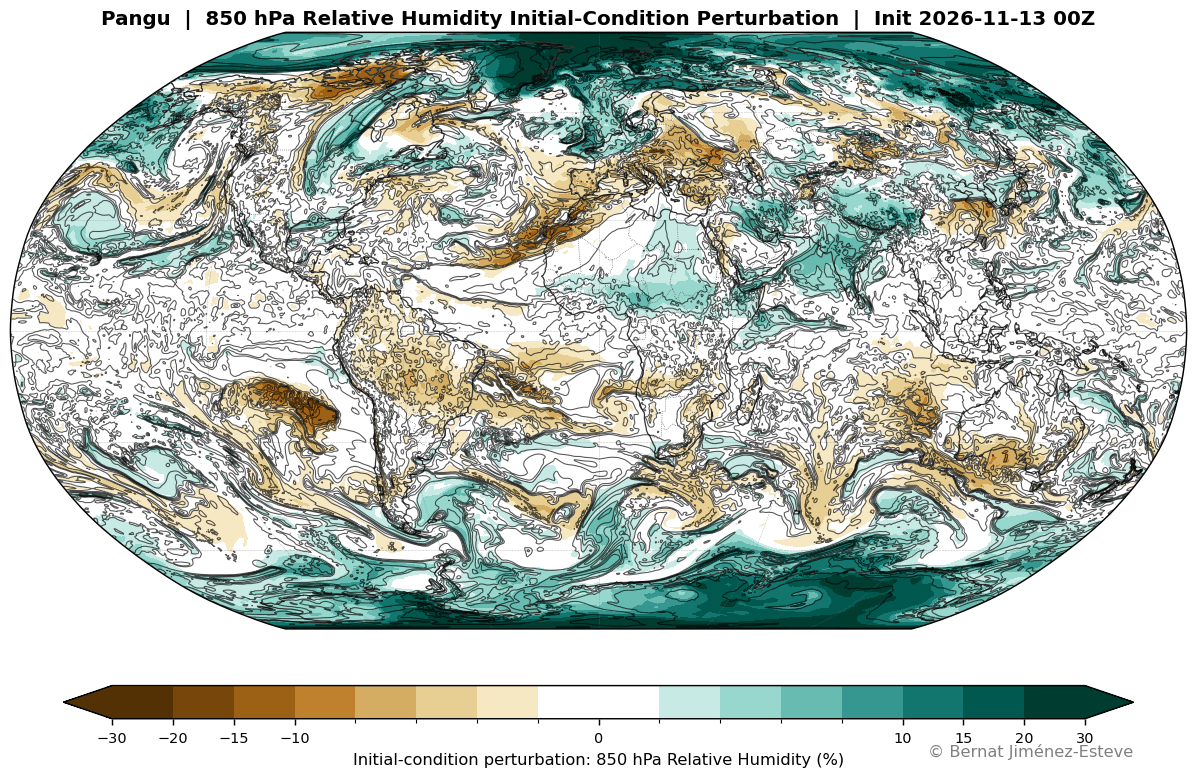 Pangu | 850 hPa Relative Humidity Initial-Condition Perturbation | Init 2026-11-13 00Z
−30 −20 −15 −10 0 10 15 20 30
Initial-condition perturbation: 850 hPa Relative Humidity (%)
© Bernat Jiménez-Esteve